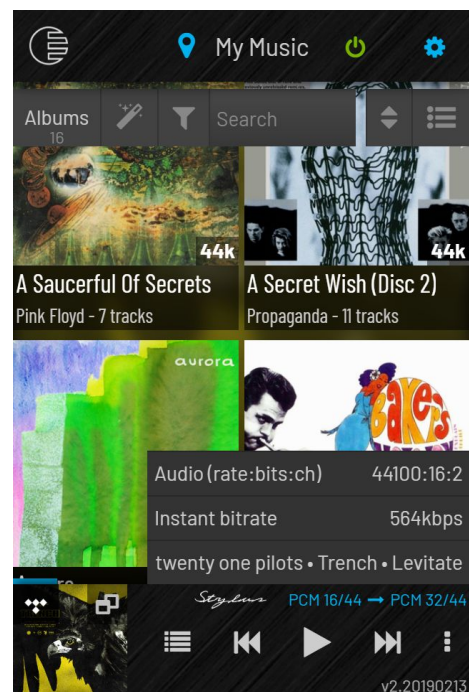 My Music
Albums
16
Search
44k
44k
A Saucerful Of Secrets
Pink Floyd - 7 tracks
A Secret Wish (Disc 2)
Propaganda - 11 tracks
aurora
Audio (rate:bits:ch) 44100:16:2
Instant bitrate 564kbps
twenty one pilots • Trench • Levitate
Stylus
PCM 16/44 → PCM 32/44
v2.20190213